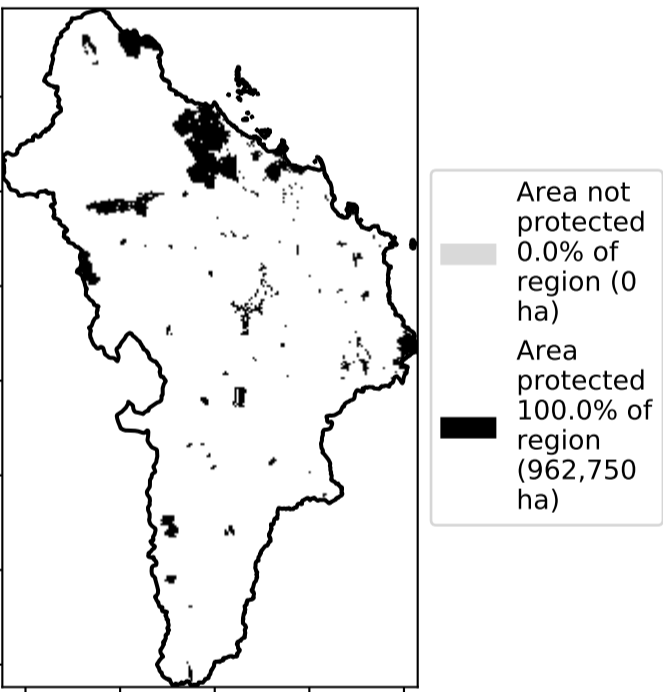 Area not
protected
0.0% of
region (0
ha)
Area
protected
100.0% of
region
(962,750
ha)